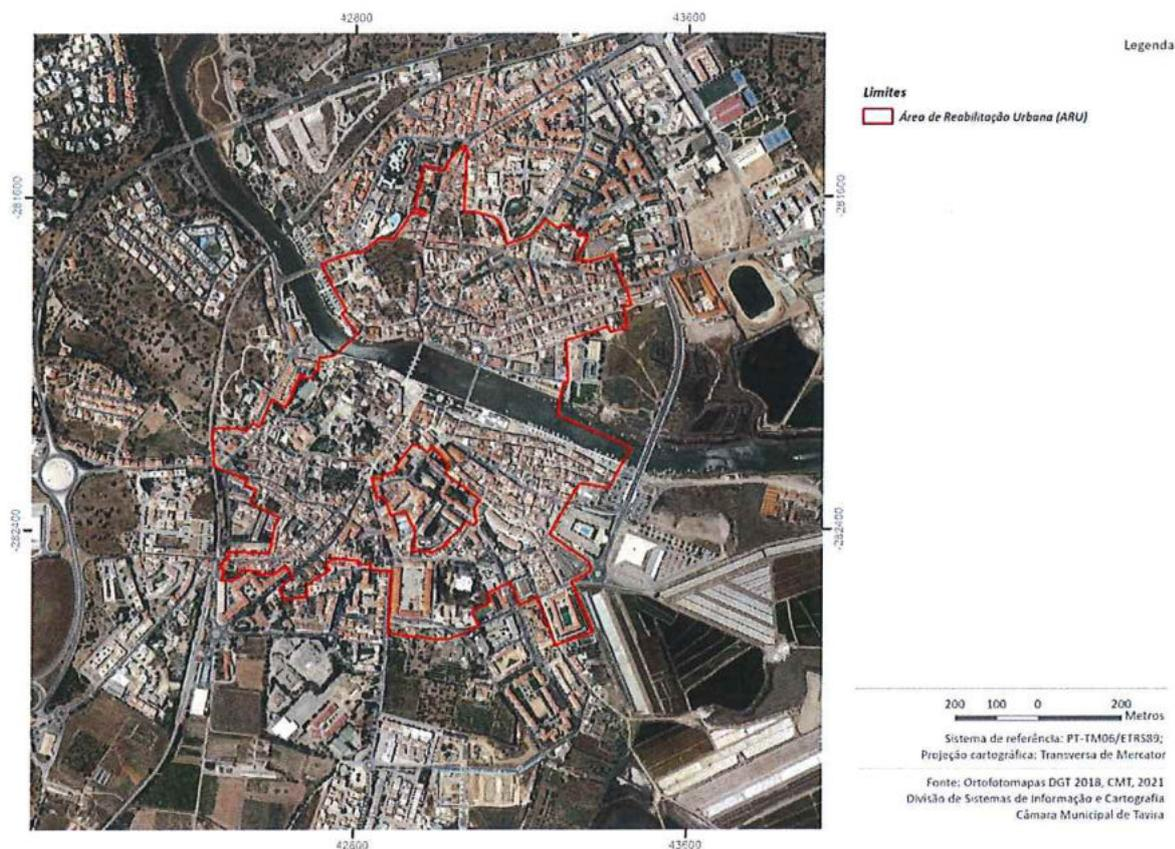 42800
43600
Legenda
Limites
Área de Reabilitação Urbana (ARU)
-281600
-281600
-282400
-282400
42800
43600
200 100 0 200
Metros
Sistema de referência: PT-TM06/ETRS89;
Projeção cartográfica: Transversa de Mercator
Fonte: Ortofotomapas DGT 2018, CMT, 2021
Divisão de Sistemas de Informação e Cartografia
Câmara Municipal de Tavira